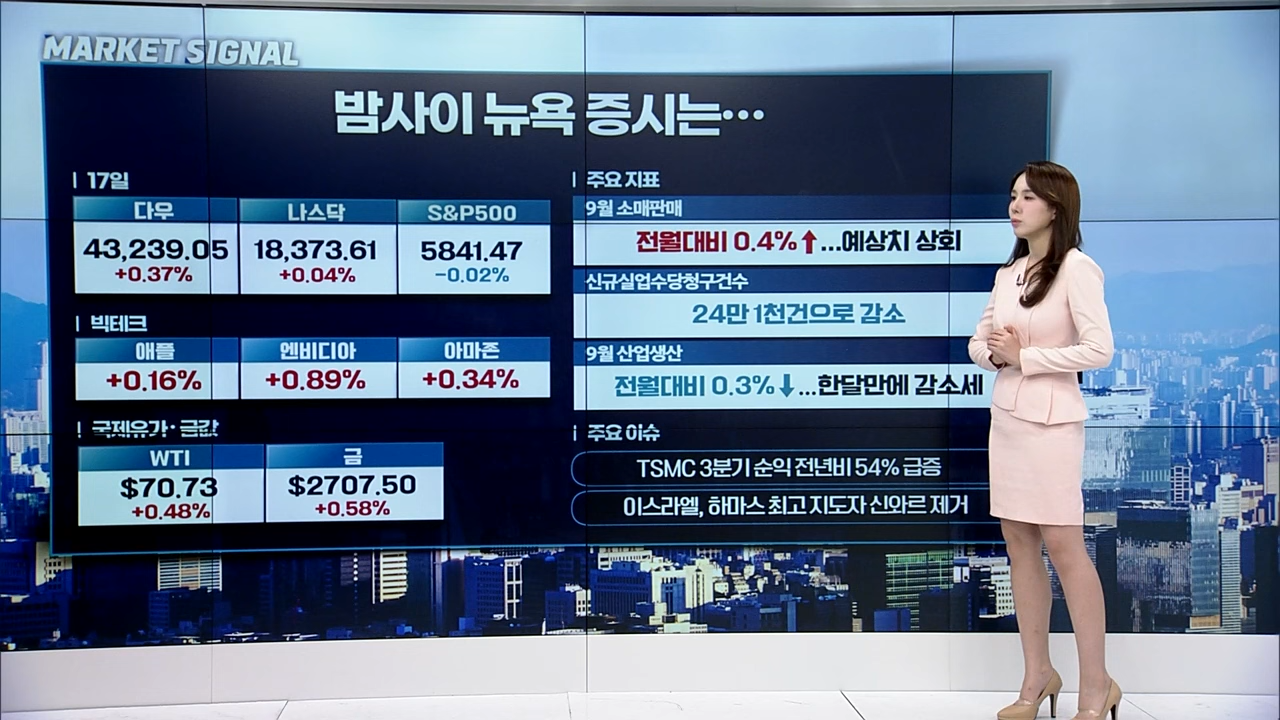 MARKET SIGNAL
밤사이 뉴욕 증시는…
17일
다우 나스닥 S&P500
43,239.05 18,373.61 5841.47
+0.37% +0.04% -0.02%
빅테크
애플 엔비디아 아마존
+0.16% +0.89% +0.34%
국제유가·금값
WTI 금
$70.73 $2707.50
+0.48% +0.58%
주요 지표
9월 소매판매
전월대비 0.4%↑…예상치 상회
신규실업수당청구건수
24만 1천건으로 감소
9월 산업생산
전월대비 0.3%↓…한달만에 감소세
주요 이슈
TSMC 3분기 순익 전년비 54% 급증
이스라엘, 하마스 최고 지도자 신와르 제거